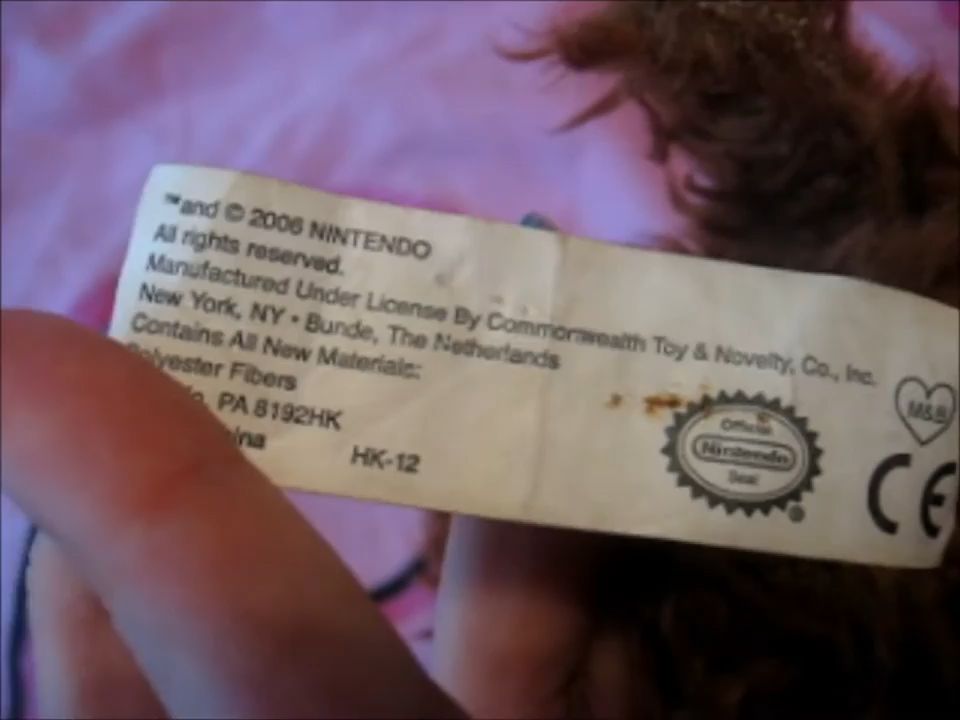 ™and © 2006 NINTENDO
All rights reserved.
Manufactured Under License By Commonwealth Toy & Novelty, Co., Inc.
New York, NY • Bunde, The Netherlands
Contains All New Materials:
Polyester Fibers
PA 8192HK
HK-12
Official
Nintendo
Seal
CE